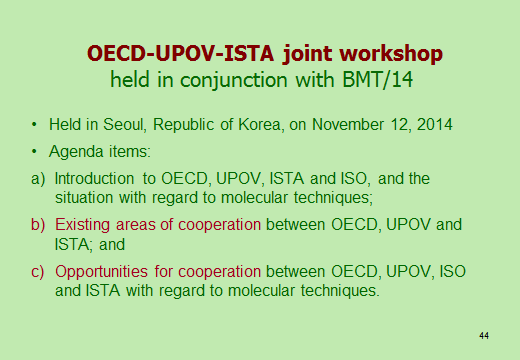 OECD-UPOV-ISTA joint workshop
held in conjunction with BMT/14
• Held in Seoul, Republic of Korea, on November 12, 2014
• Agenda items:
a) Introduction to OECD, UPOV, ISTA and ISO, and the
situation with regard to molecular techniques;
b) Existing areas of cooperation between OECD, UPOV and
ISTA; and
c) Opportunities for cooperation between OECD, UPOV, ISO
and ISTA with regard to molecular techniques.
44